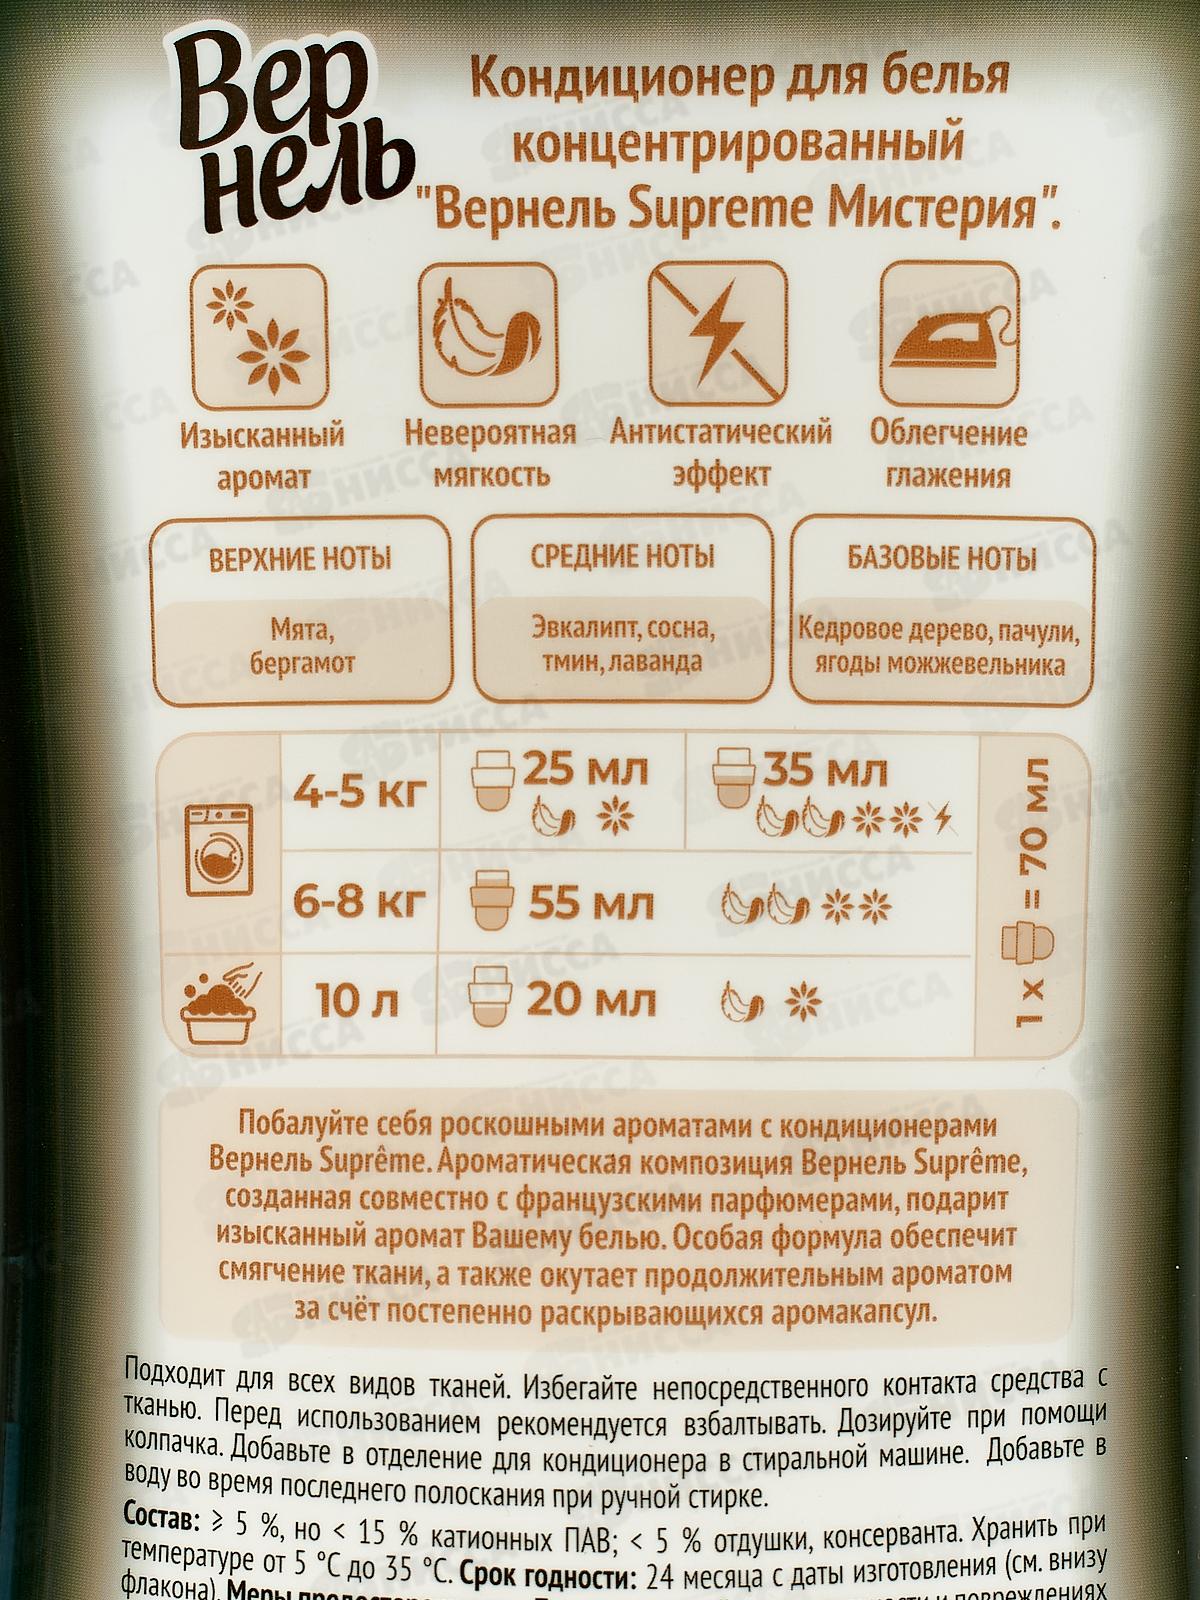 Вер
нель
Кондиционер для белья
концентрированный
"Вернель Supreme Мистерия".
Изысканный
аромат
Невероятная
мягкость
Антистатический
эффект
Облегчение
глажения
ВЕРХНИЕ НОТЫ
Мята,
бергамот
СРЕДНИЕ НОТЫ
Эвкалипт, сосна,
тмин, лаванда
БАЗОВЫЕ НОТЫ
Кедровое дерево, пачули,
ягоды можжевельника
4-5 кг
25 мл
35 мл
6-8 кг
55 мл
10 л
20 мл
1 x = 70 мл
Побалуйте себя роскошными ароматами с кондиционерами
Вернель Suprême. Ароматическая композиция Вернель Suprême,
созданная совместно с французскими парфюмерами, подарит
изысканный аромат Вашему белью. Особая формула обеспечит
смягчение ткани, а также окутает продолжительным ароматом
за счёт постепенно раскрывающихся аромакапсул.
Подходит для всех видов тканей. Избегайте непосредственного контакта средства с
тканью. Перед использованием рекомендуется взбалтывать. Дозируйте при помощи
колпачка. Добавьте в отделение для кондиционера в стиральной машине. Добавьте в
воду во время последнего полоскания при ручной стирке.
Состав: ⩾ 5 %, но < 15 % катионных ПАВ; < 5 % отдушки, консерванта. Хранить при
температуре от 5 °C до 35 °C. Срок годности: 24 месяца с даты изготовления (см. внизу
флакона). Меры и повреждениях